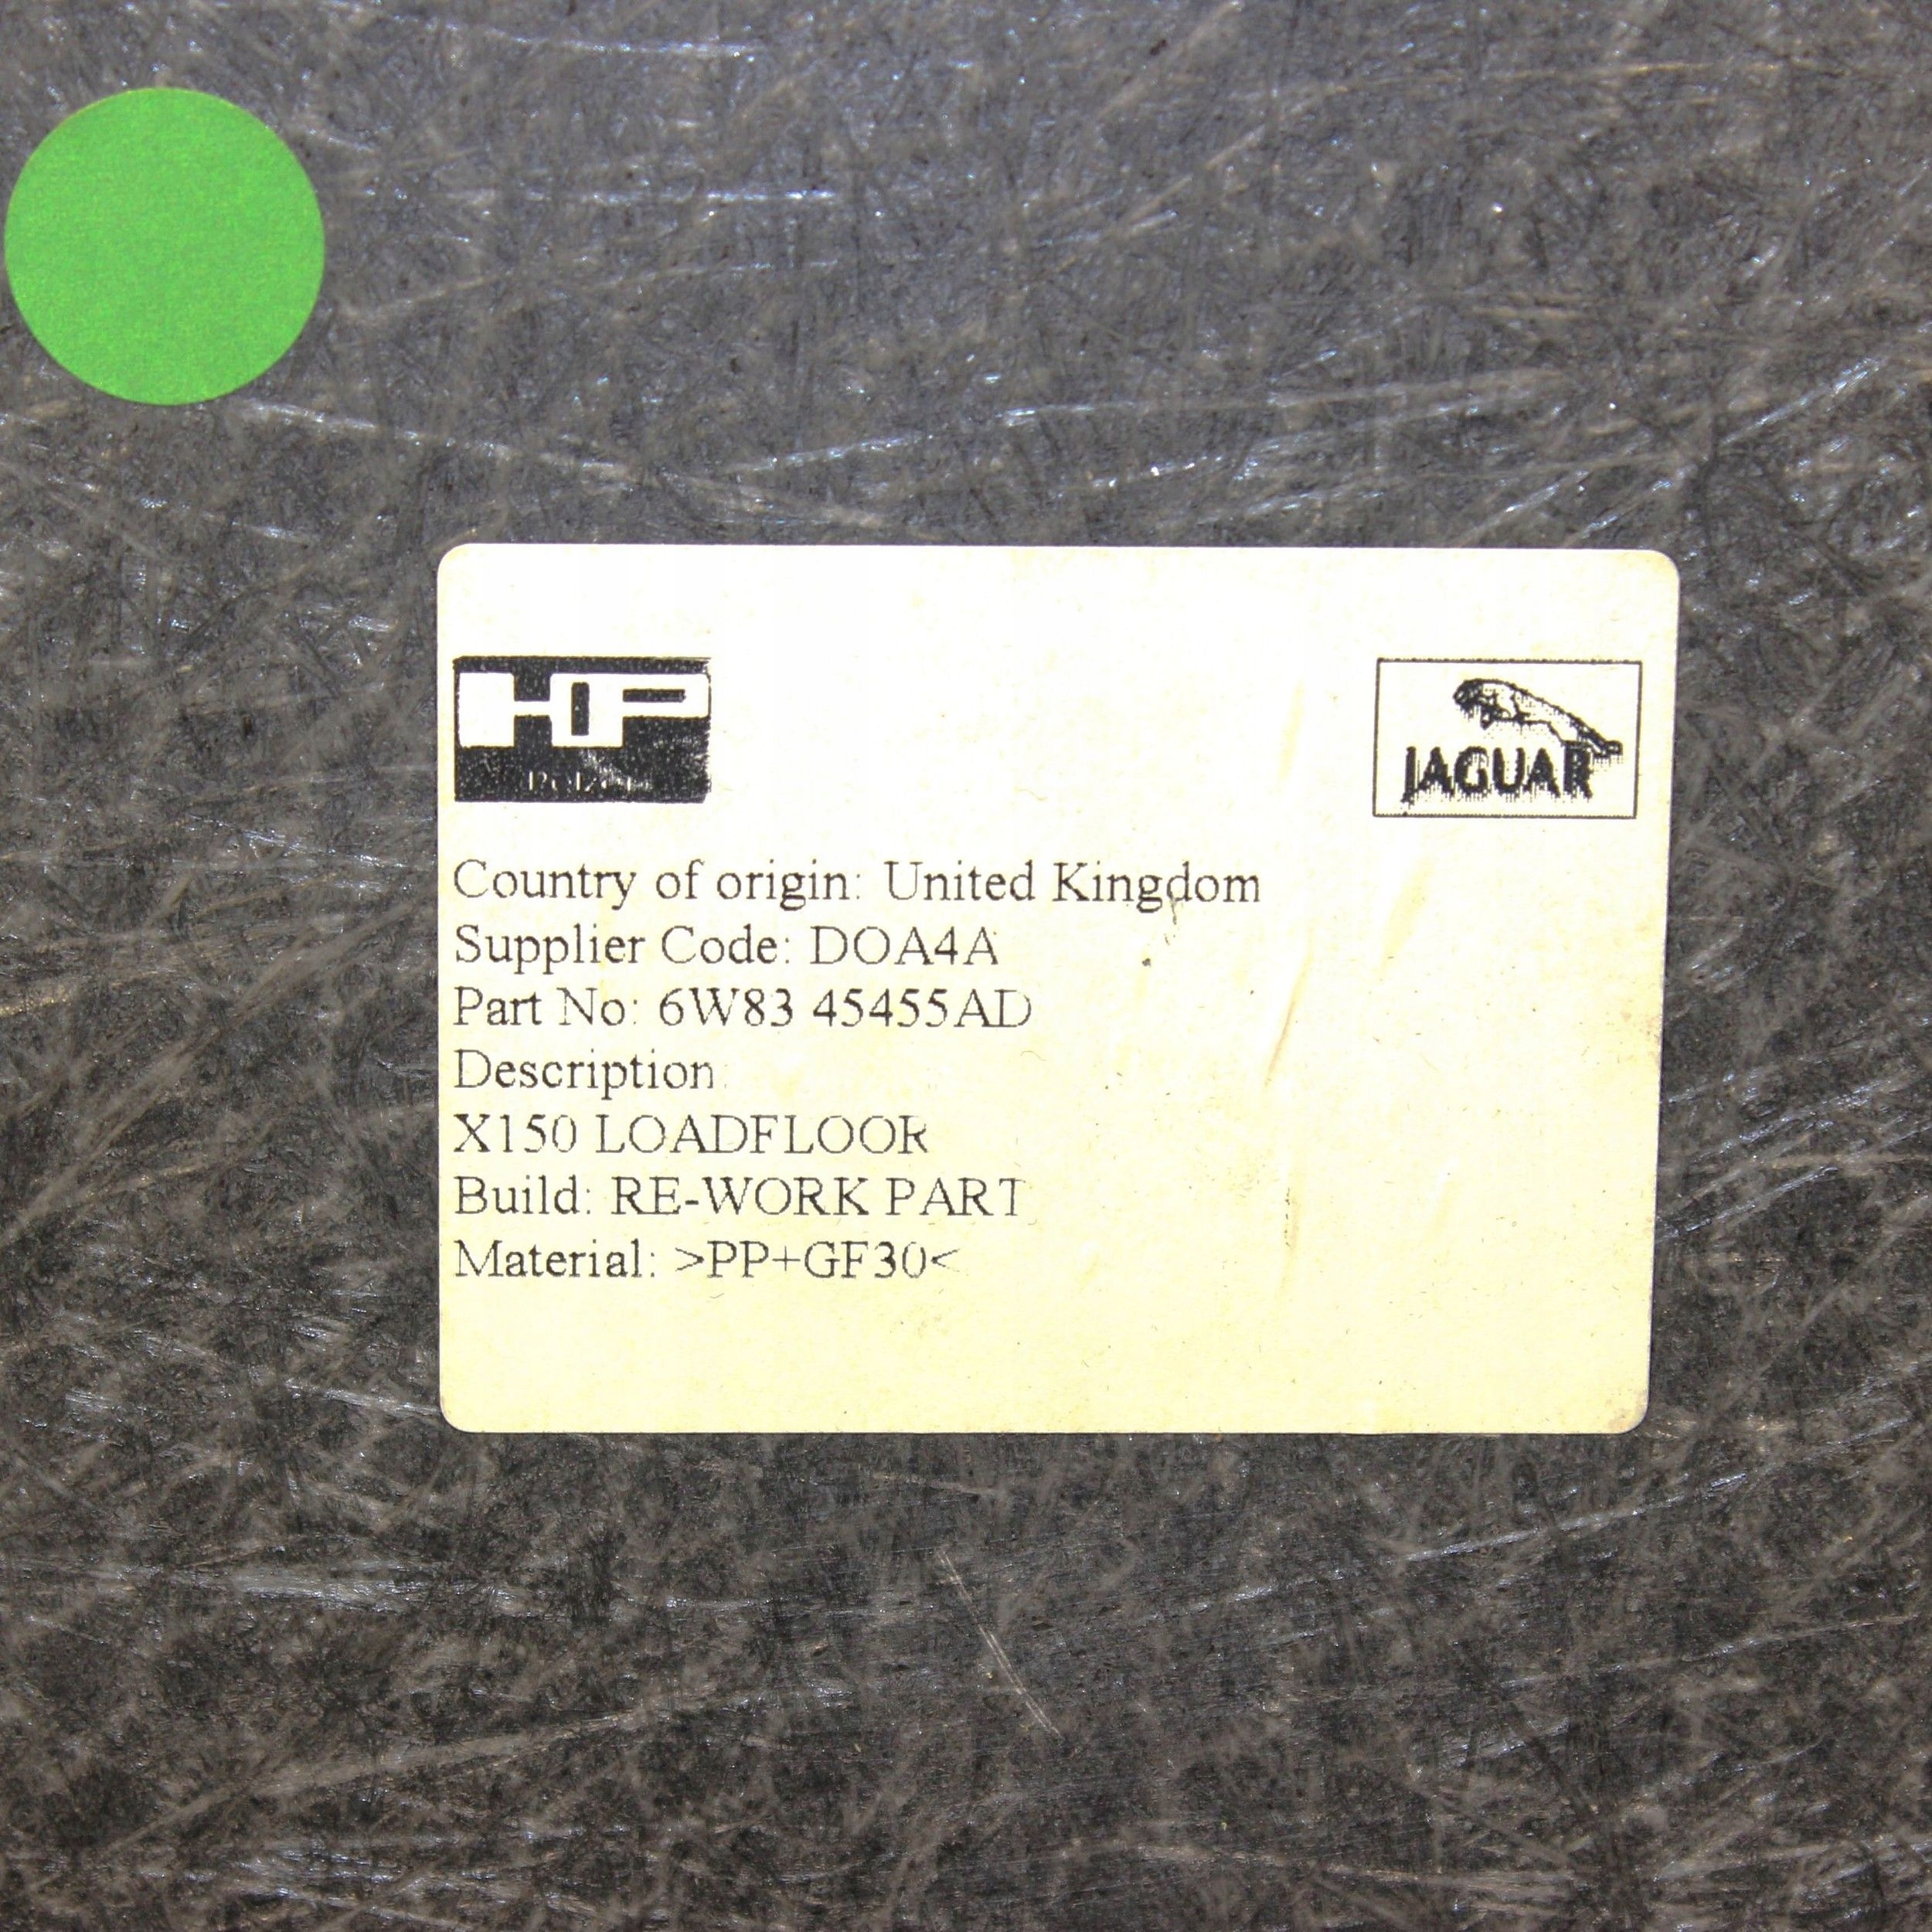 HP
Pelzer
JAGUAR
Country of origin: United Kingdom
Supplier Code: DOA4A
Part No: 6W83 45455AD
Description:
X150 LOADFLOOR
Build: RE-WORK PART
Material: >PP+GF30<